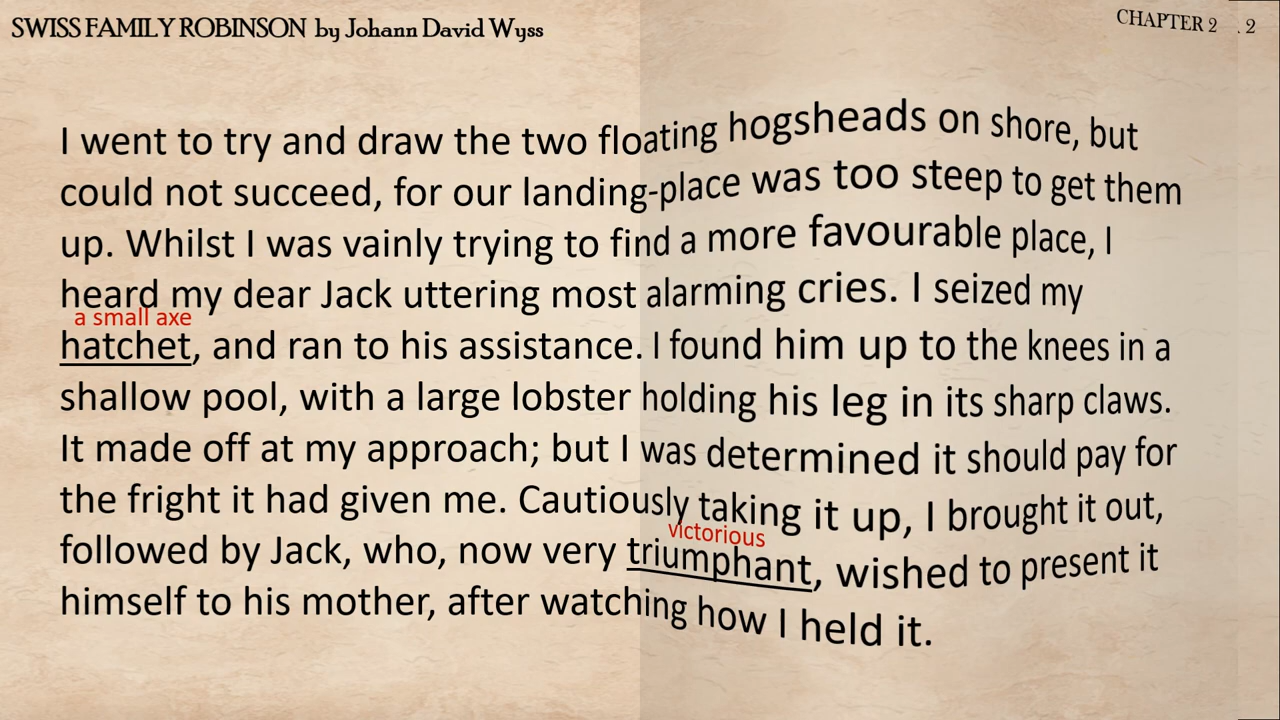 SWISS FAMILY ROBINSON by Johann David Wyss
CHAPTER 2 . 2
I went to try and draw the two floating hogsheads on shore, but
could not succeed, for our landing-place was too steep to get them
up. Whilst I was vainly trying to find a more favourable place, I
heard my dear Jack uttering most alarming cries. I seized my
a small axe
hatchet, and ran to his assistance. I found him up to the knees in a
shallow pool, with a large lobster holding his leg in its sharp claws.
It made off at my approach; but I was determined it should pay for
the fright it had given me. Cautiously taking it up, I brought it out,
victorious
followed by Jack, who, now very triumphant, wished to present it
himself to his mother, after watching how I held it.